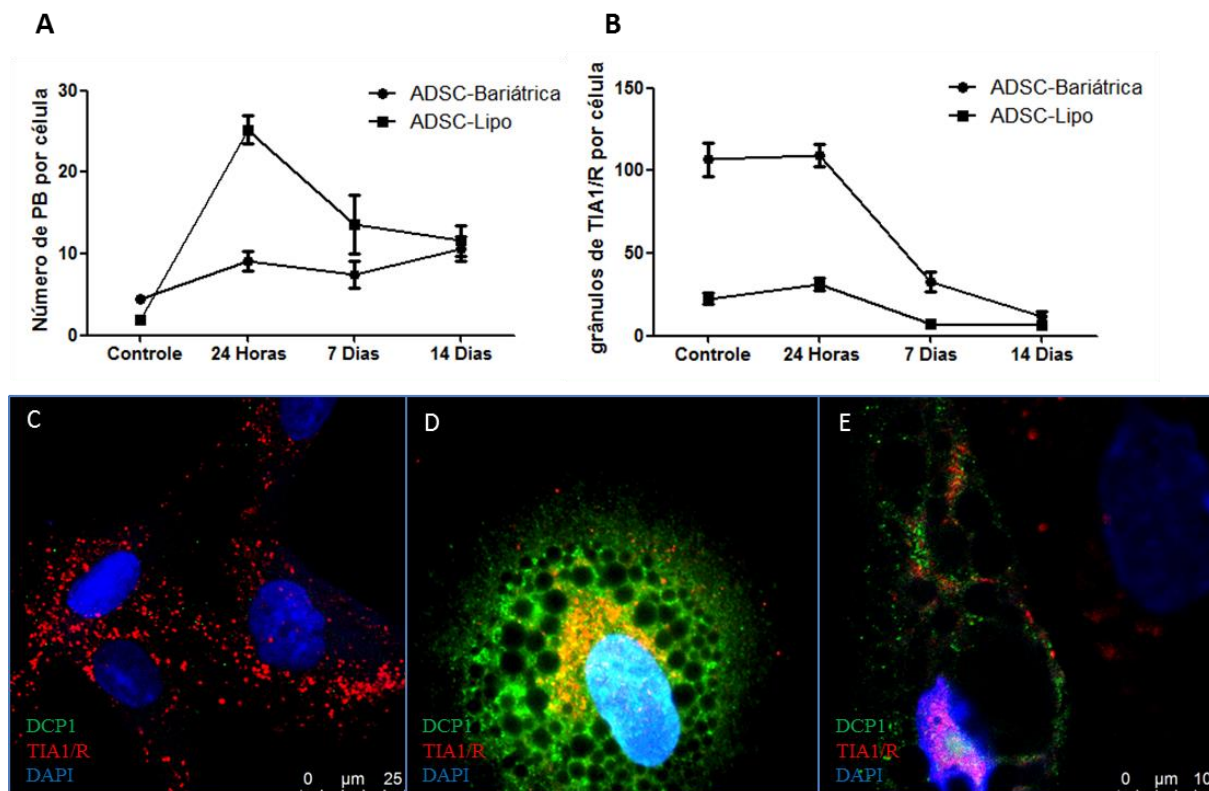 A
Número de PB por célula
30
20
10
0
ADSC-Bariátrica
ADSC-Lipo
Controle 24 Horas 7 Dias 14 Dias
B
grânulos de TIA1/R por célula
150
100
50
0
ADSC-Bariátrica
ADSC-Lipo
Controle 24 Horas 7 Dias 14 Dias
C
DCP1
TIA1/R
DAPI
0 µm 25
D
DCP1
TIA1/R
DAPI
E
DCP1
TIA1/R
DAPI
0 µm 10